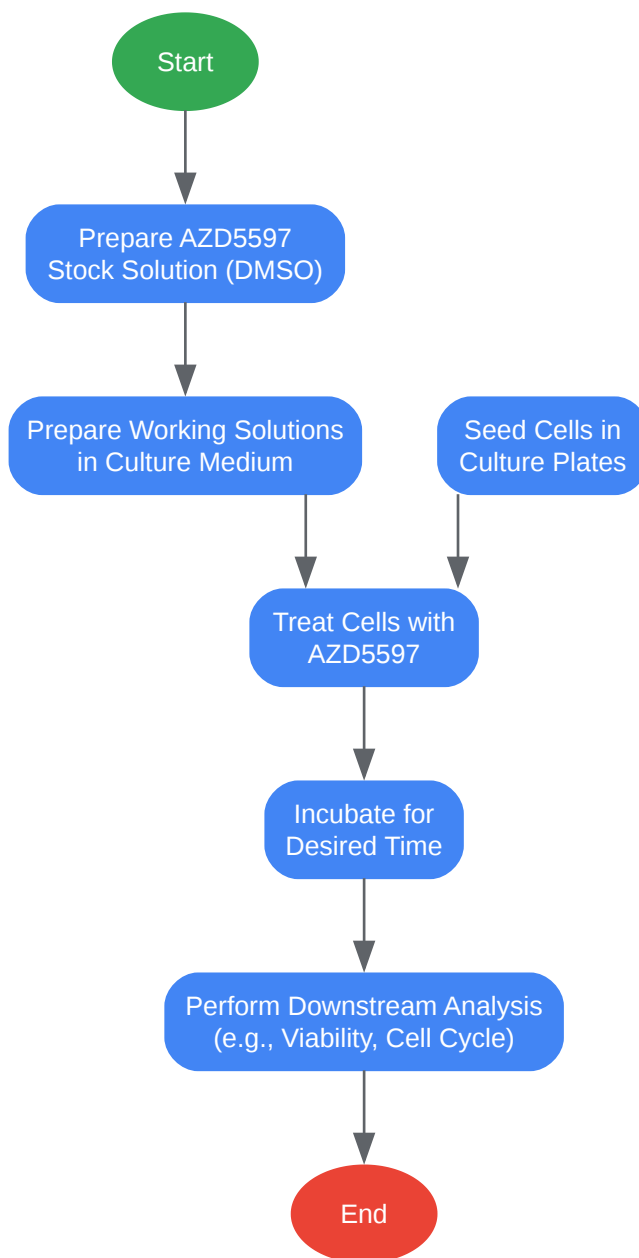 Start
Prepare AZD5597
Stock Solution (DMSO)
Prepare Working Solutions
in Culture Medium
Seed Cells in
Culture Plates
Treat Cells with
AZD5597
Incubate for
Desired Time
Perform Downstream Analysis
(e.g., Viability, Cell Cycle)
End